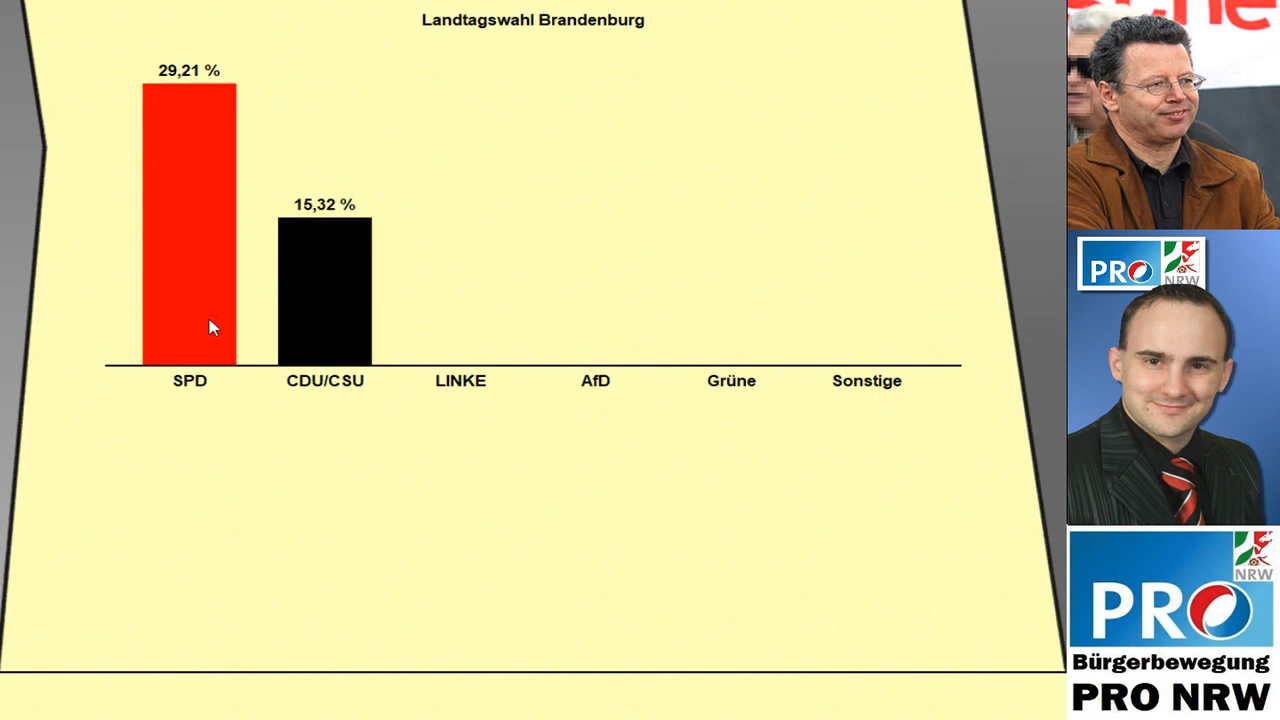 Landtagswahl Brandenburg
29,21 %
15,32 %
SPD
CDU/CSU
LINKE
AfD
Grüne
Sonstige
PRO
NRW
NRW
PRO
Bürgerbewegung
PRO NRW